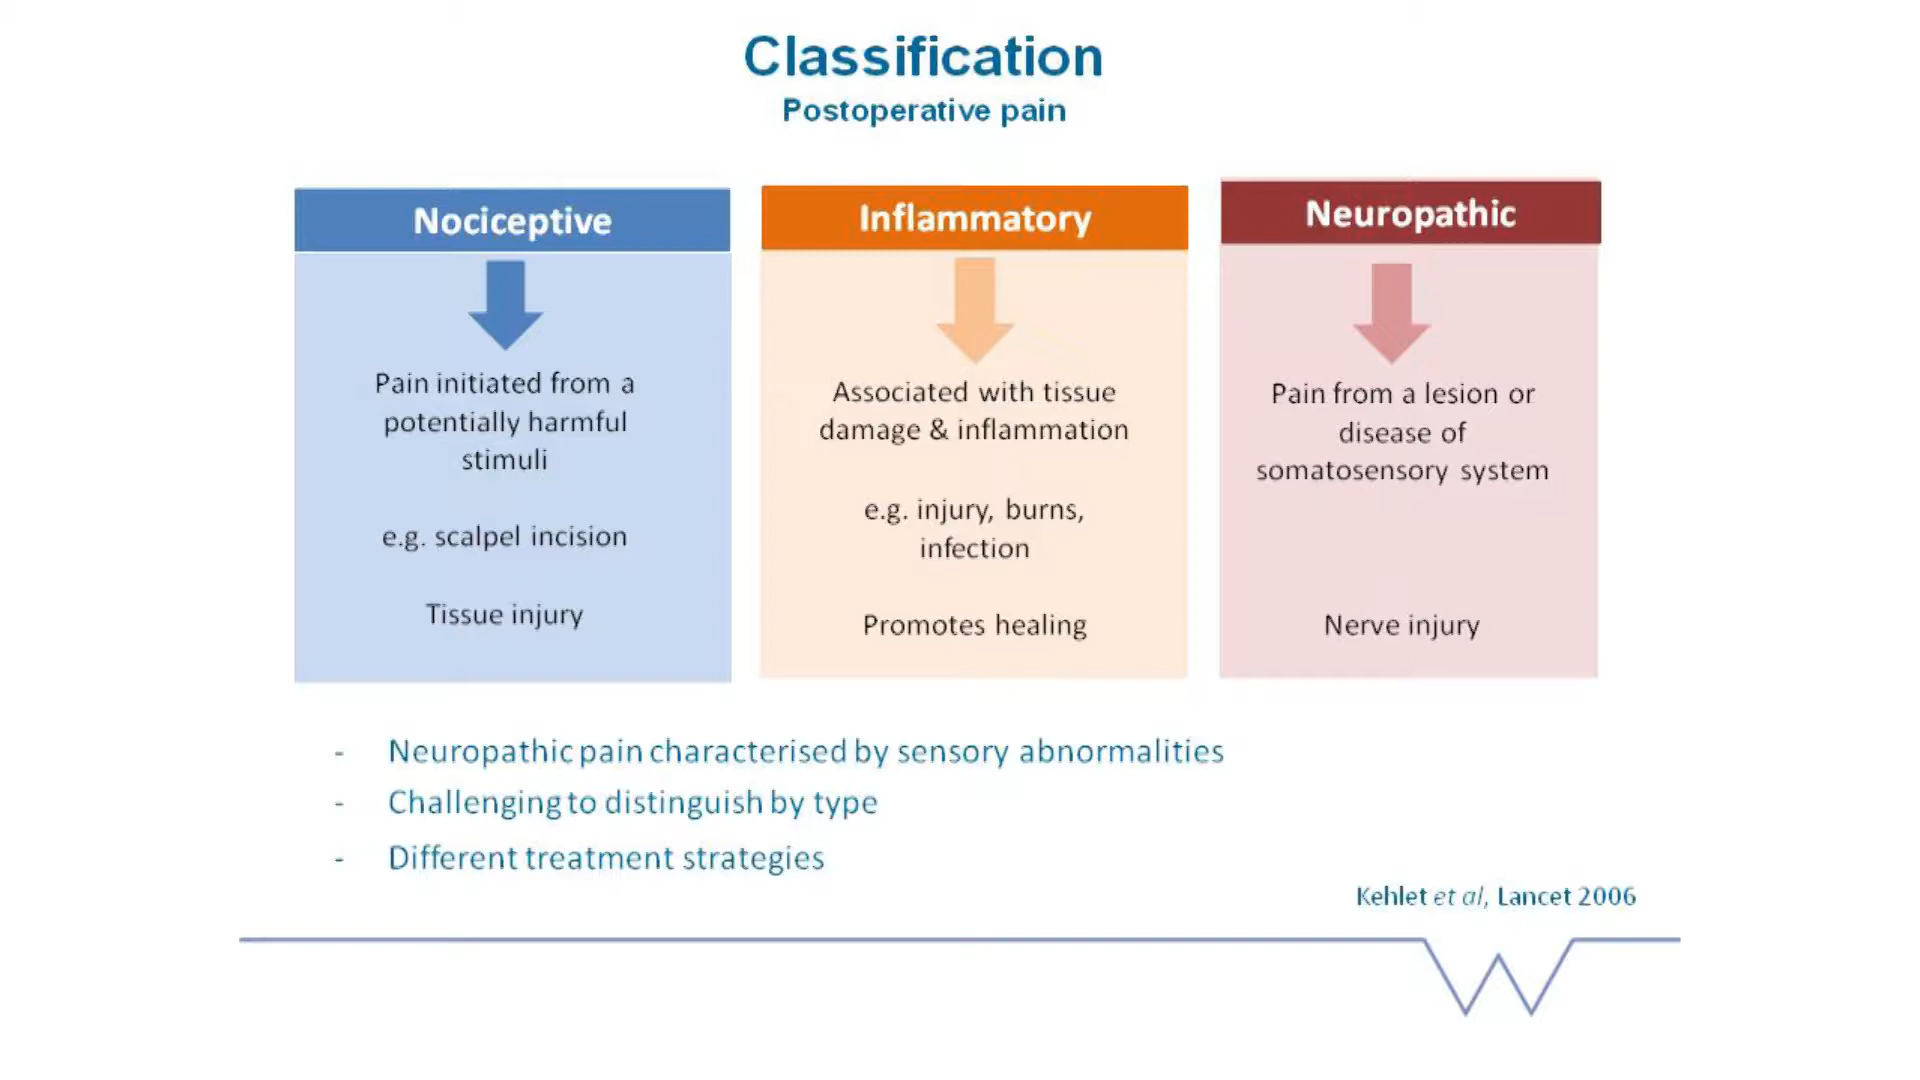 Classification
Postoperative pain
Nociceptive
Pain initiated from a
potentially harmful
stimuli
e.g. scalpel incision
Tissue injury
Inflammatory
Associated with tissue
damage & inflammation
e.g. injury, burns,
infection
Promotes healing
Neuropathic
Pain from a lesion or
disease of
somatosensory system
Nerve injury
- Neuropathic pain characterised by sensory abnormalities
- Challenging to distinguish by type
- Different treatment strategies
Kehlet et al, Lancet 2006